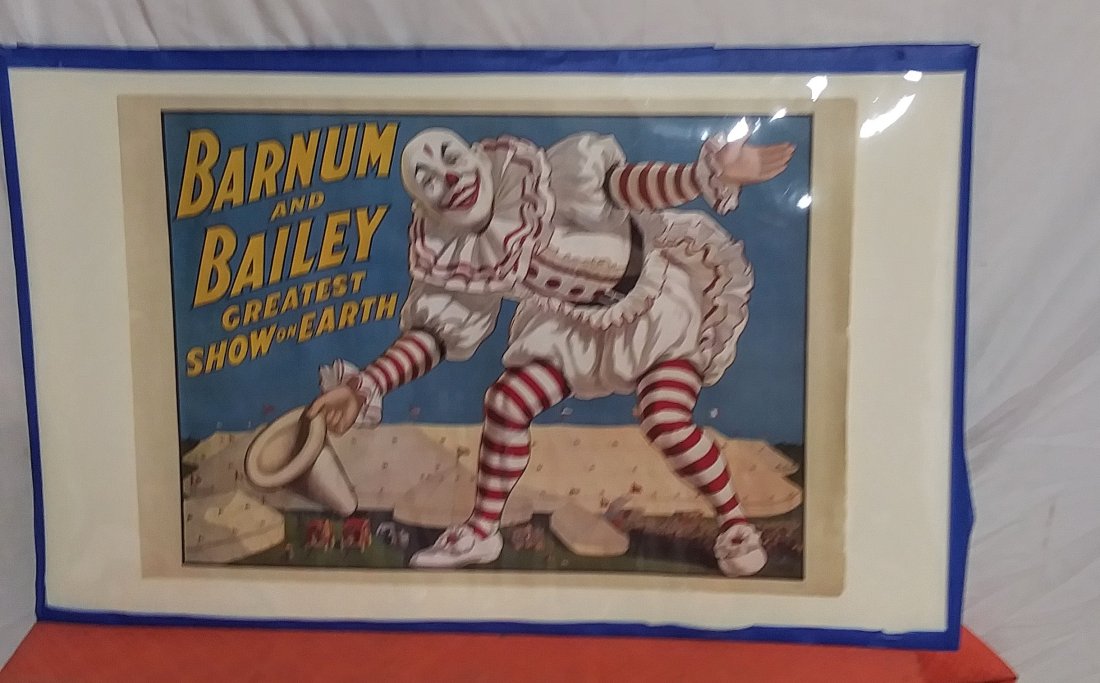 BARNUM
AND
BAILEY
GREATEST
SHOW ON EARTH